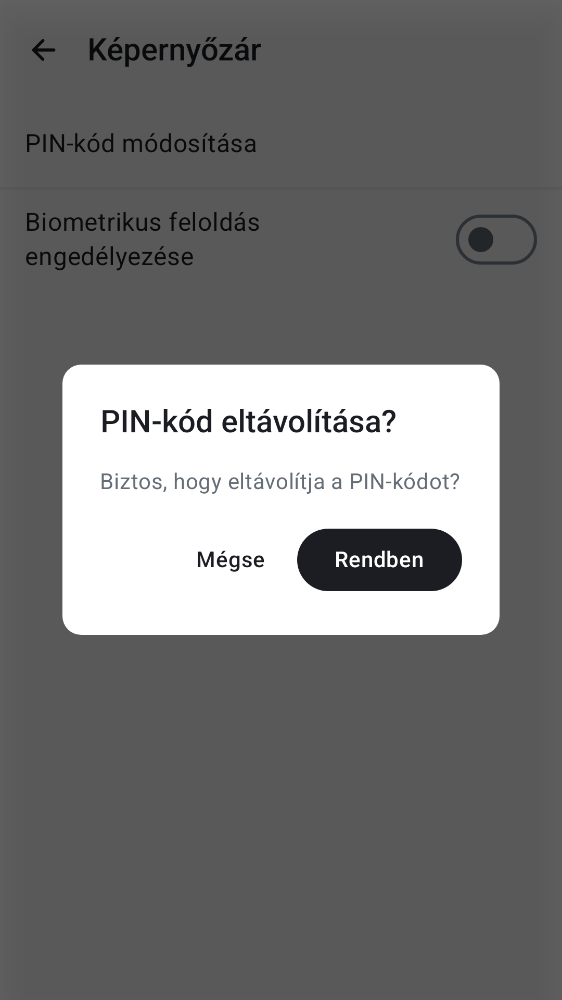 Képernyőzár
PIN-kód módosítása
Biometrikus feloldás
engedélyezése
PIN-kód eltávolítása?
Biztos, hogy eltávolítja a PIN-kódot?
Mégse
Rendben